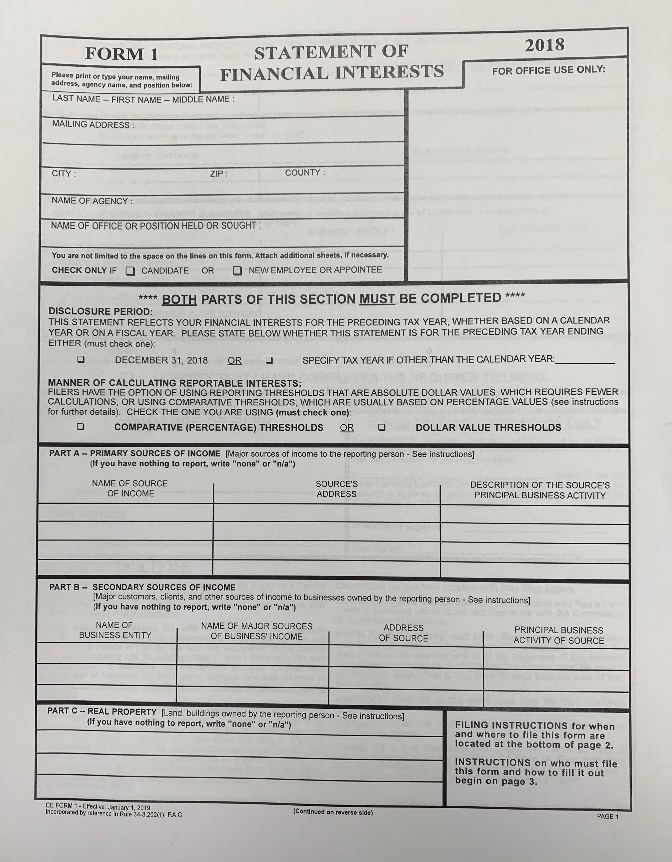 FORM 1
STATEMENT OF
FINANCIAL INTERESTS
2018
Please print or type your name, mailing
address, agency name, and position below:
FOR OFFICE USE ONLY:
LAST NAME -- FIRST NAME -- MIDDLE NAME :
MAILING ADDRESS :
CITY : ZIP : COUNTY :
NAME OF AGENCY :
NAME OF OFFICE OR POSITION HELD OR SOUGHT :
You are not limited to the space on the lines on this form. Attach additional sheets, if necessary.
CHECK ONLY IF ❑ CANDIDATE OR ❑ NEW EMPLOYEE OR APPOINTEE
**** BOTH PARTS OF THIS SECTION MUST BE COMPLETED ****
DISCLOSURE PERIOD:
THIS STATEMENT REFLECTS YOUR FINANCIAL INTERESTS FOR THE PRECEDING TAX YEAR, WHETHER BASED ON A CALENDAR
YEAR OR ON A FISCAL YEAR. PLEASE STATE BELOW WHETHER THIS STATEMENT IS FOR THE PRECEDING TAX YEAR ENDING
EITHER (must check one):
❑ DECEMBER 31, 2018 OR ❑ SPECIFY TAX YEAR IF OTHER THAN THE CALENDAR YEAR:
MANNER OF CALCULATING REPORTABLE INTERESTS:
FILERS HAVE THE OPTION OF USING REPORTING THRESHOLDS THAT ARE ABSOLUTE DOLLAR VALUES, WHICH REQUIRES FEWER
CALCULATIONS, OR USING COMPARATIVE THRESHOLDS, WHICH ARE USUALLY BASED ON PERCENTAGE VALUES (see instructions
for further details). CHECK THE ONE YOU ARE USING (must check one):
❑ COMPARATIVE (PERCENTAGE) THRESHOLDS OR ❑ DOLLAR VALUE THRESHOLDS
PART A -- PRIMARY SOURCES OF INCOME [Major sources of income to the reporting person - See instructions]
(If you have nothing to report, write "none" or "n/a")
NAME OF SOURCE
OF INCOME
SOURCE'S
ADDRESS
DESCRIPTION OF THE SOURCE'S
PRINCIPAL BUSINESS ACTIVITY
PART B -- SECONDARY SOURCES OF INCOME
[Major customers, clients, and other sources of income to businesses owned by the reporting person - See instructions]
(If you have nothing to report, write "none" or "n/a")
NAME OF
BUSINESS ENTITY
NAME OF MAJOR SOURCES
OF BUSINESS' INCOME
ADDRESS
OF SOURCE
PRINCIPAL BUSINESS
ACTIVITY OF SOURCE
PART C -- REAL PROPERTY [Land, buildings owned by the reporting person - See instructions]
(If you have nothing to report, write "none" or "n/a")
FILING INSTRUCTIONS for when
and where to file this form are
located at the bottom of page 2.
INSTRUCTIONS on who must file
this form and how to fill it out
begin on page 3.
CE FORM 1 - Effective: January 1, 2019
Incorporated by reference in Rule 34-8.202(1), F.A.C.
(Continued on reverse side)
PAGE 1